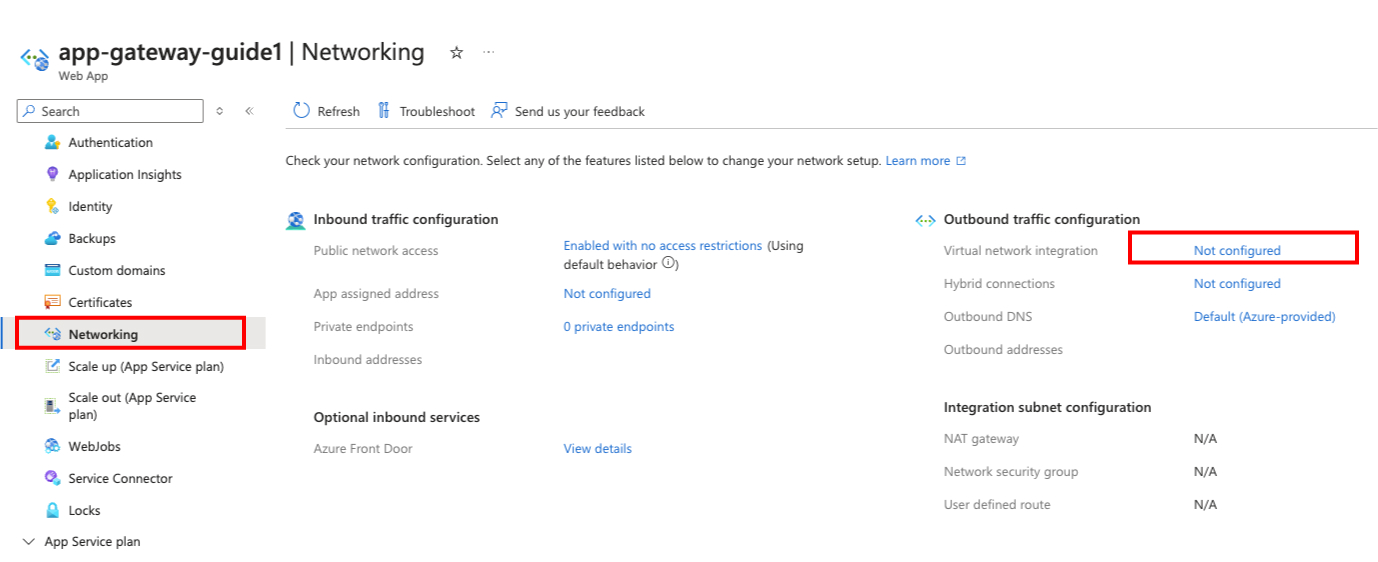 app-gateway-guide1 | Networking
Web App
Search
Refresh Troubleshoot Send us your feedback
Authentication
Application Insights
Identity
Backups
Custom domains
Certificates
Networking
Scale up (App Service plan)
Scale out (App Service
plan)
WebJobs
Service Connector
Locks
App Service plan
Check your network configuration. Select any of the features listed below to change your network setup. Learn more
Inbound traffic configuration
Public network access Enabled with no access restrictions (Using
default behavior )
App assigned address Not configured
Private endpoints 0 private endpoints
Inbound addresses
Optional inbound services
Azure Front Door View details
Outbound traffic configuration
Virtual network integration Not configured
Hybrid connections Not configured
Outbound DNS Default (Azure-provided)
Outbound addresses
Integration subnet configuration
NAT gateway N/A
Network security group N/A
User defined route N/A